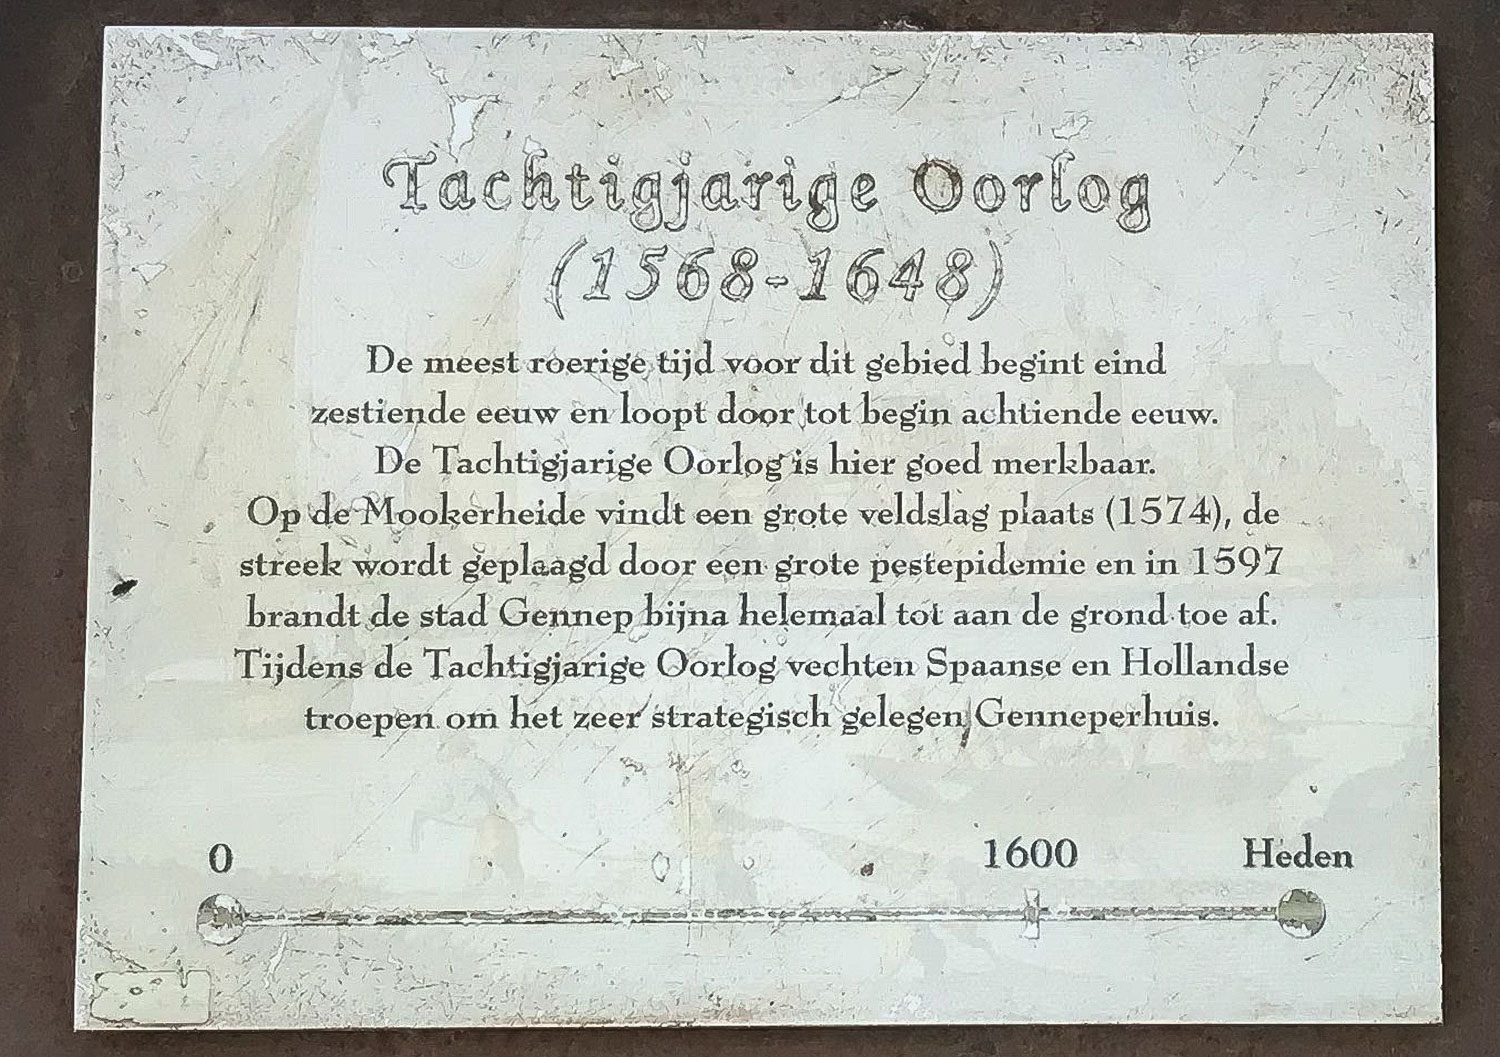 Tachtigjarige Oorlog
(1568-1648)
De meest roerige tijd voor dit gebied begint eind
zestiende eeuw en loopt door tot begin achtiende eeuw.
De Tachtigjarige Oorlog is hier goed merkbaar.
Op de Mookerheide vindt een grote veldslag plaats (1574), de
streek wordt geplaagd door een grote pestepidemie en in 1597
brandt de stad Gennep bijna helemaal tot aan de grond toe af.
Tijdens de Tachtigjarige Oorlog vechten Spaanse en Hollandse
troepen om het zeer strategisch gelegen Genneperhuis.
0 1600 Heden